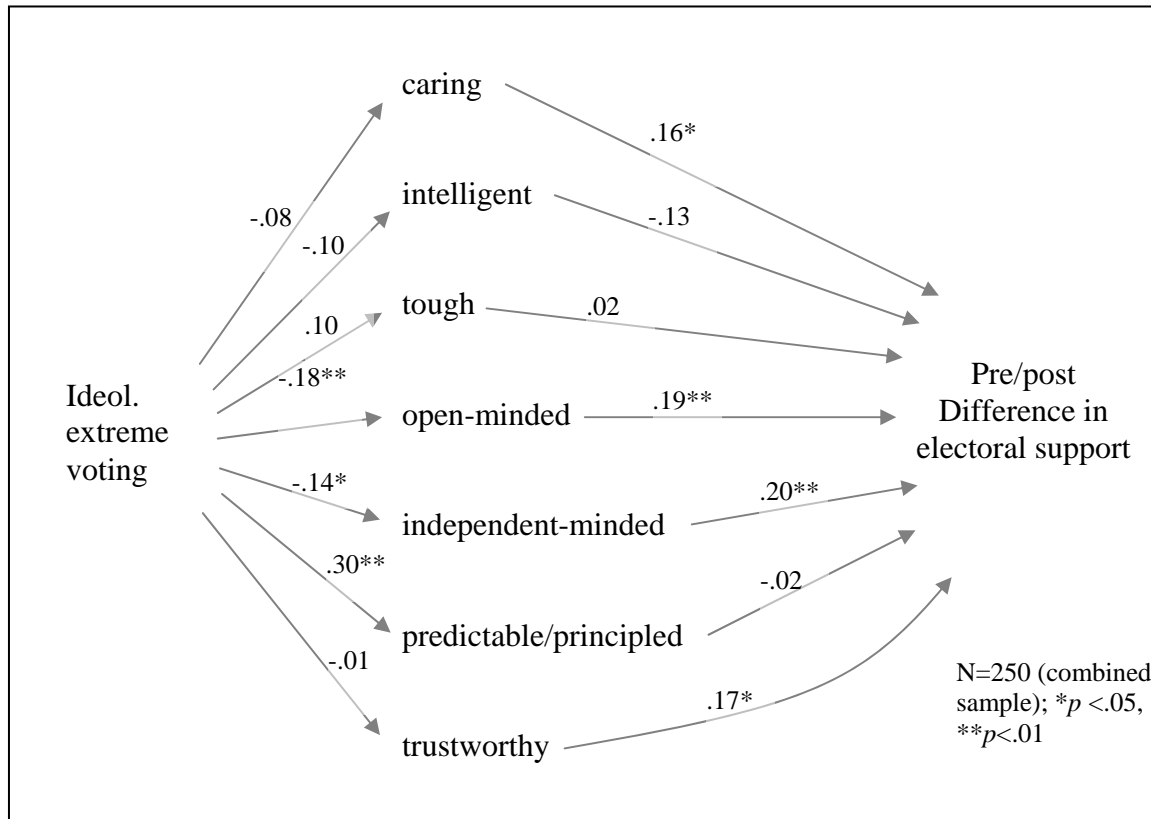 caring
.16*
intelligent
-.08
-.13
-.10
tough
.02
.10
-.18**
Ideol.
extreme
voting
open-minded
.19**
Pre/post
Difference in
electoral support
-.14*
independent-minded
.20**
.30**
predictable/principled
-.02
-.01
trustworthy
.17*
N=250 (combined
sample); *p <.05,
**p<.01